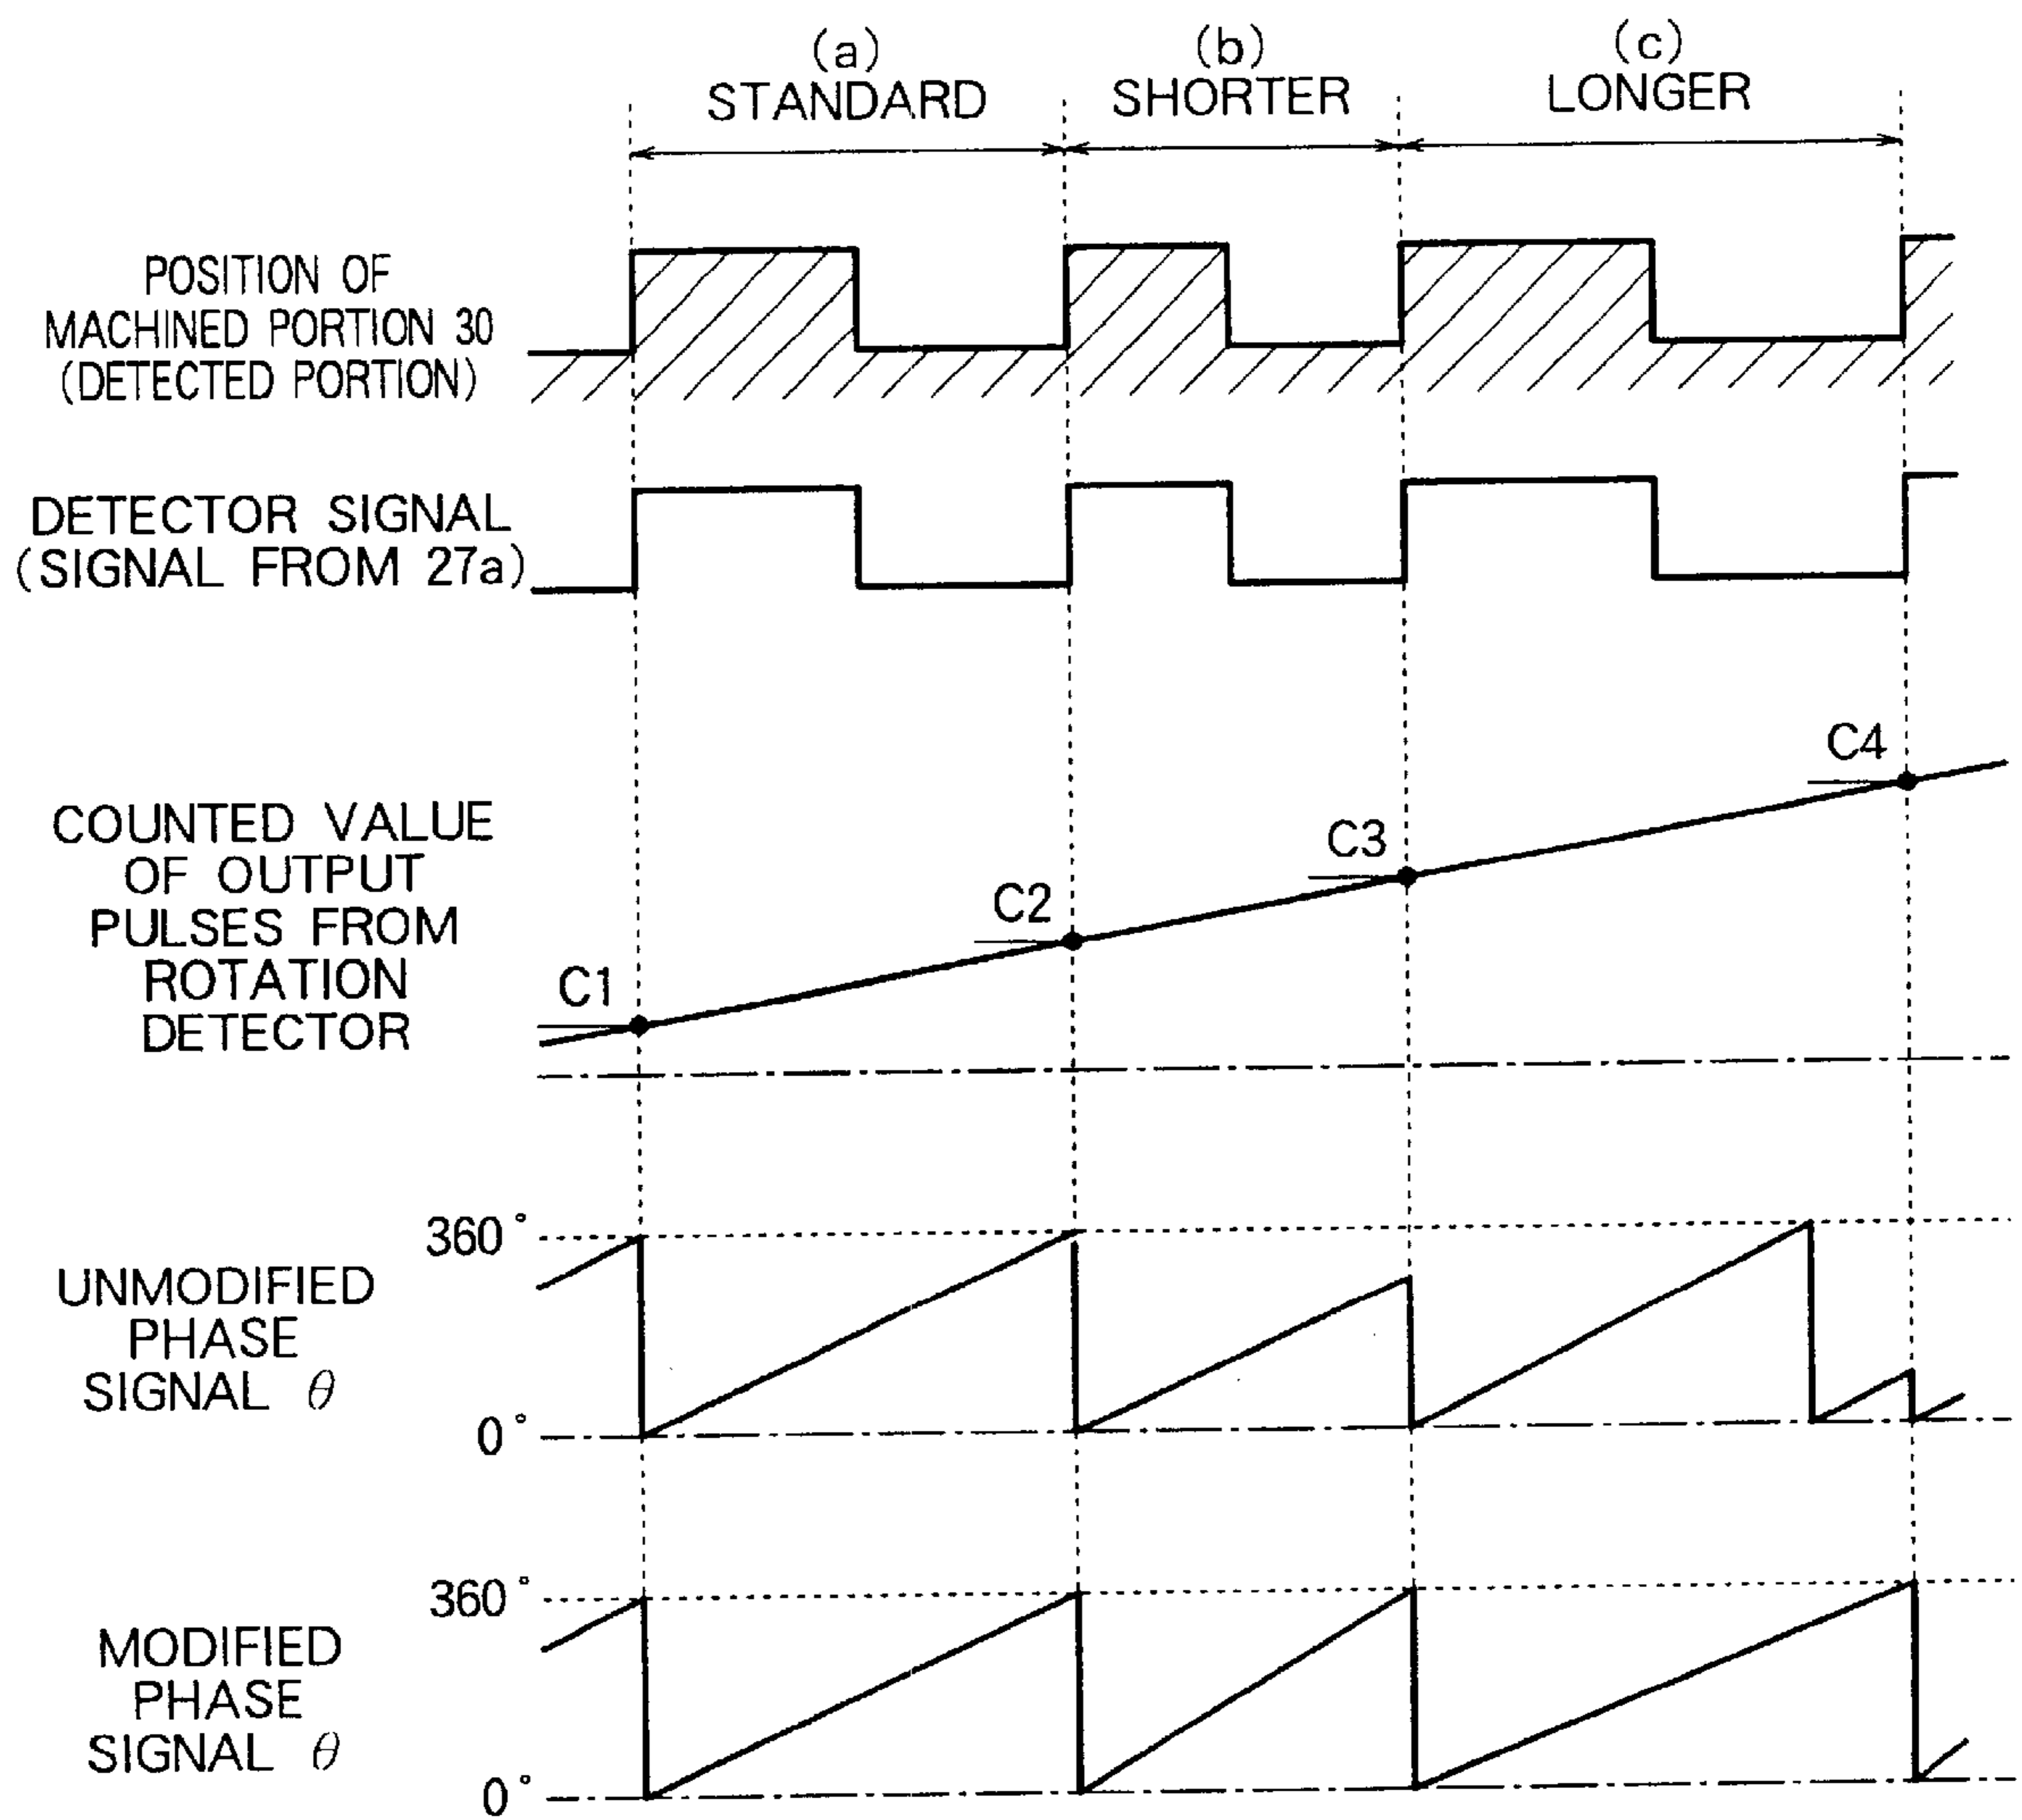 (a)
STANDARD
(b)
SHORTER
(c)
LONGER
POSITION OF
MACHINED PORTION 30
(DETECTED PORTION)
DETECTOR SIGNAL
(SIGNAL FROM 27a)
COUNTED VALUE
OF OUTPUT
PULSES FROM
ROTATION
DETECTOR
C1
C2
C3
C4
360°
UNMODIFIED
PHASE
SIGNAL θ
0°
360°
MODIFIED
PHASE
SIGNAL θ
0°